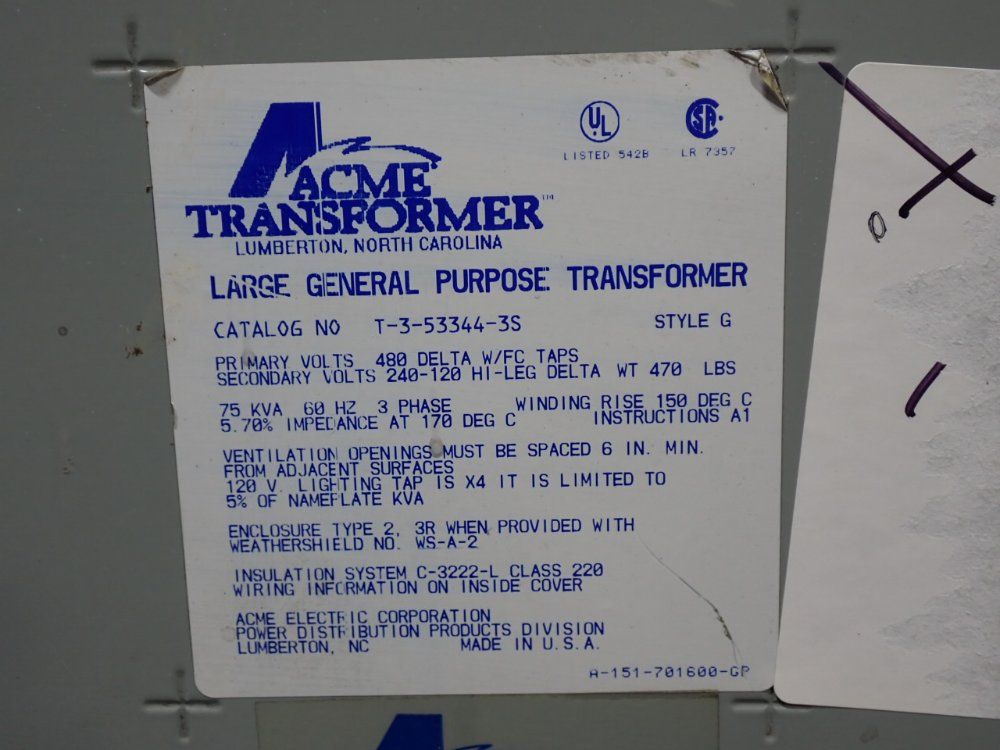 ACME
TRANSFORMER™
LUMBERTON, NORTH CAROLINA
UL
LISTED 542B
SA
LR 7357
LARGE GENERAL PURPOSE TRANSFORMER
CATALOG NO T-3-53344-3S STYLE G
PRIMARY VOLTS 480 DELTA W/FC TAPS
SECONDARY VOLTS 240-120 HI-LEG DELTA WT 470 LBS
75 KVA 60 HZ 3 PHASE WINDING RISE 150 DEG C
5.70% IMPEDANCE AT 170 DEG C INSTRUCTIONS A1
VENTILATION OPENINGS MUST BE SPACED 6 IN. MIN.
FROM ADJACENT SURFACES
120 V. LIGHTING TAP IS X4 IT IS LIMITED TO
5% OF NAMEPLATE KVA
ENCLOSURE TYPE 2, 3R WHEN PROVIDED WITH
WEATHERSHIELD NO. WS-A-2
INSULATION SYSTEM C-3222-L CLASS 220
WIRING INFORMATION ON INSIDE COVER
ACME ELECTRIC CORPORATION
POWER DISTRIBUTION PRODUCTS DIVISION
LUMBERTON, NC MADE IN U.S.A.
A-151-701600-GP